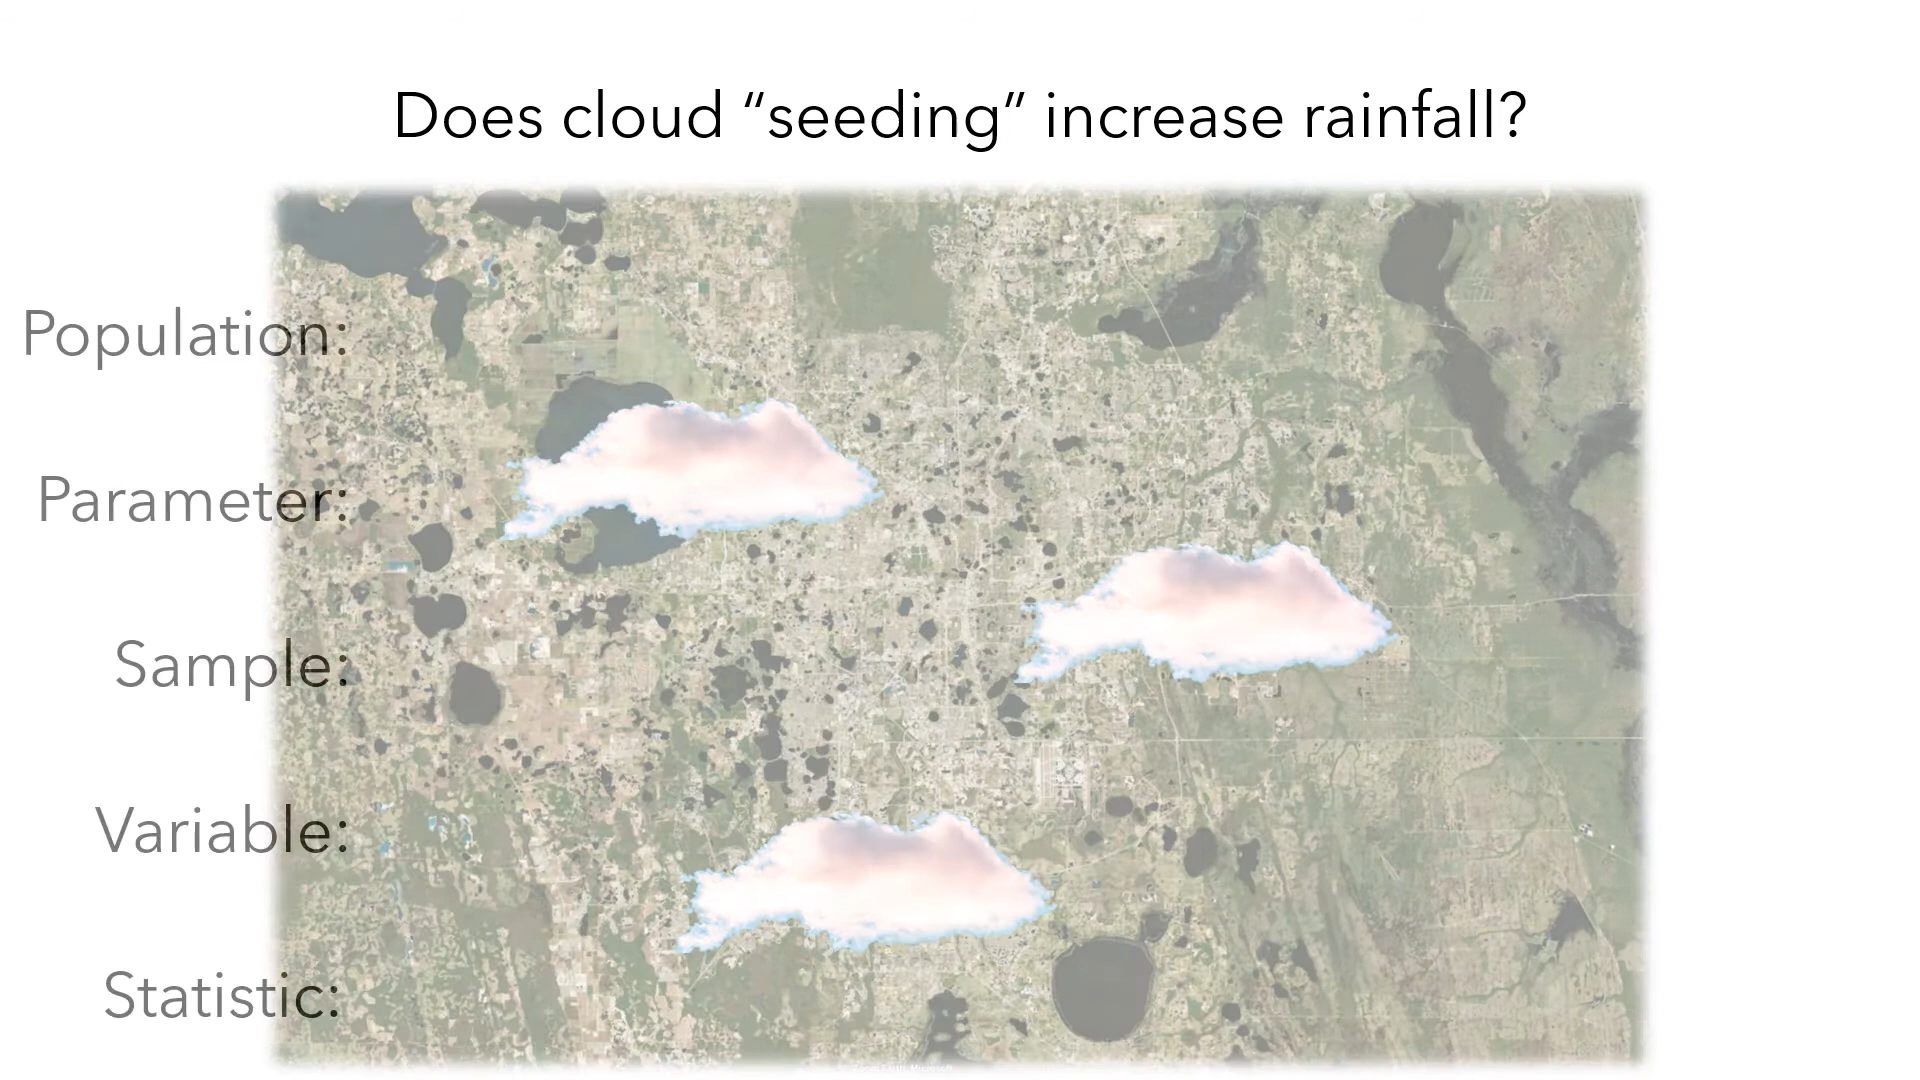 Does cloud “seeding” increase rainfall?
Population:
Parameter:
Sample:
Variable:
Statistic: